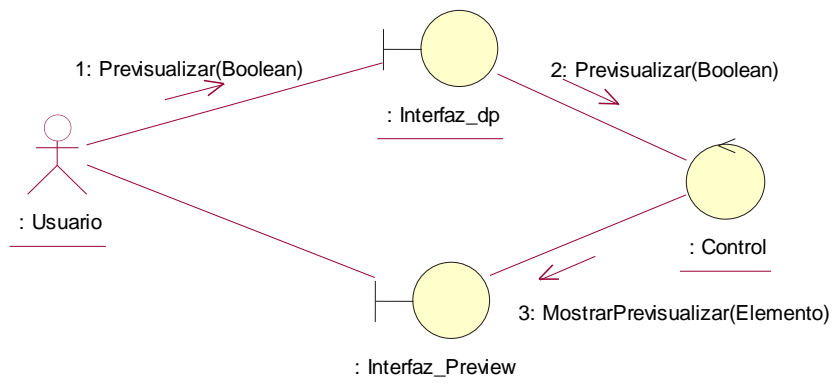 1: Previsualizar(Boolean)
2: Previsualizar(Boolean)
: Interfaz_dp
: Usuario
: Control
3: MostrarPrevisualizar(Elemento)
: Interfaz_Preview